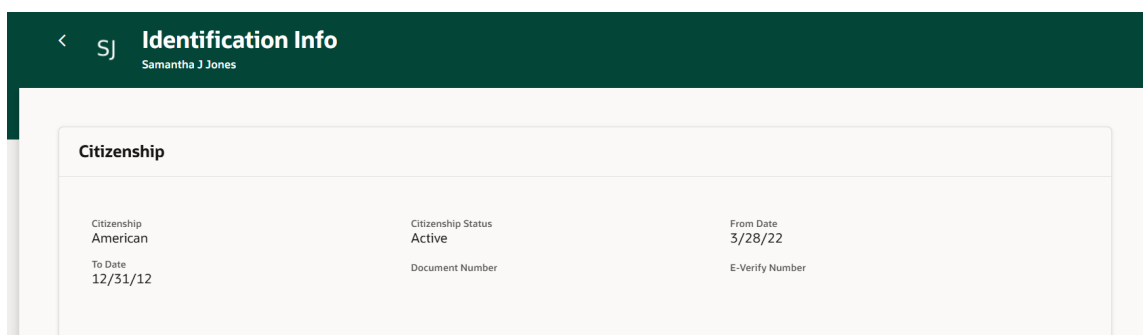 SJ
Identification Info
Samantha J Jones
Citizenship
Citizenship
American
Citizenship Status
Active
From Date
3/28/22
To Date
12/31/12
Document Number
E-Verify Number